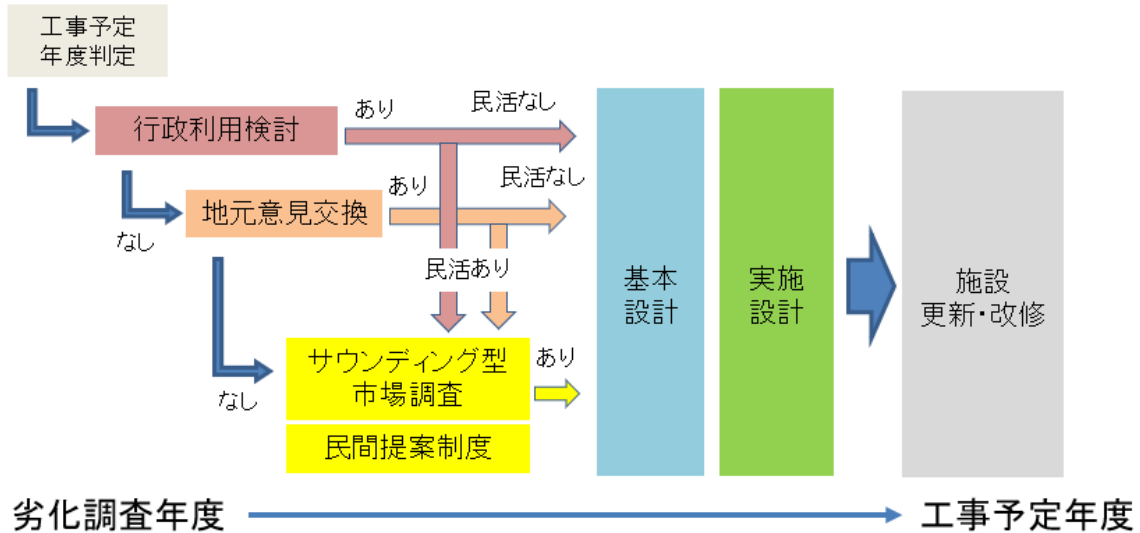 工事予定
年度判定
行政利用検討
あり
民活なし
地元意見交換
あり
民活なし
なし
民活あり
サウンディング型
市場調査
あり
なし
民間提案制度
基本
設計
実施
設計
施設
更新・改修
劣化調査年度
工事予定年度